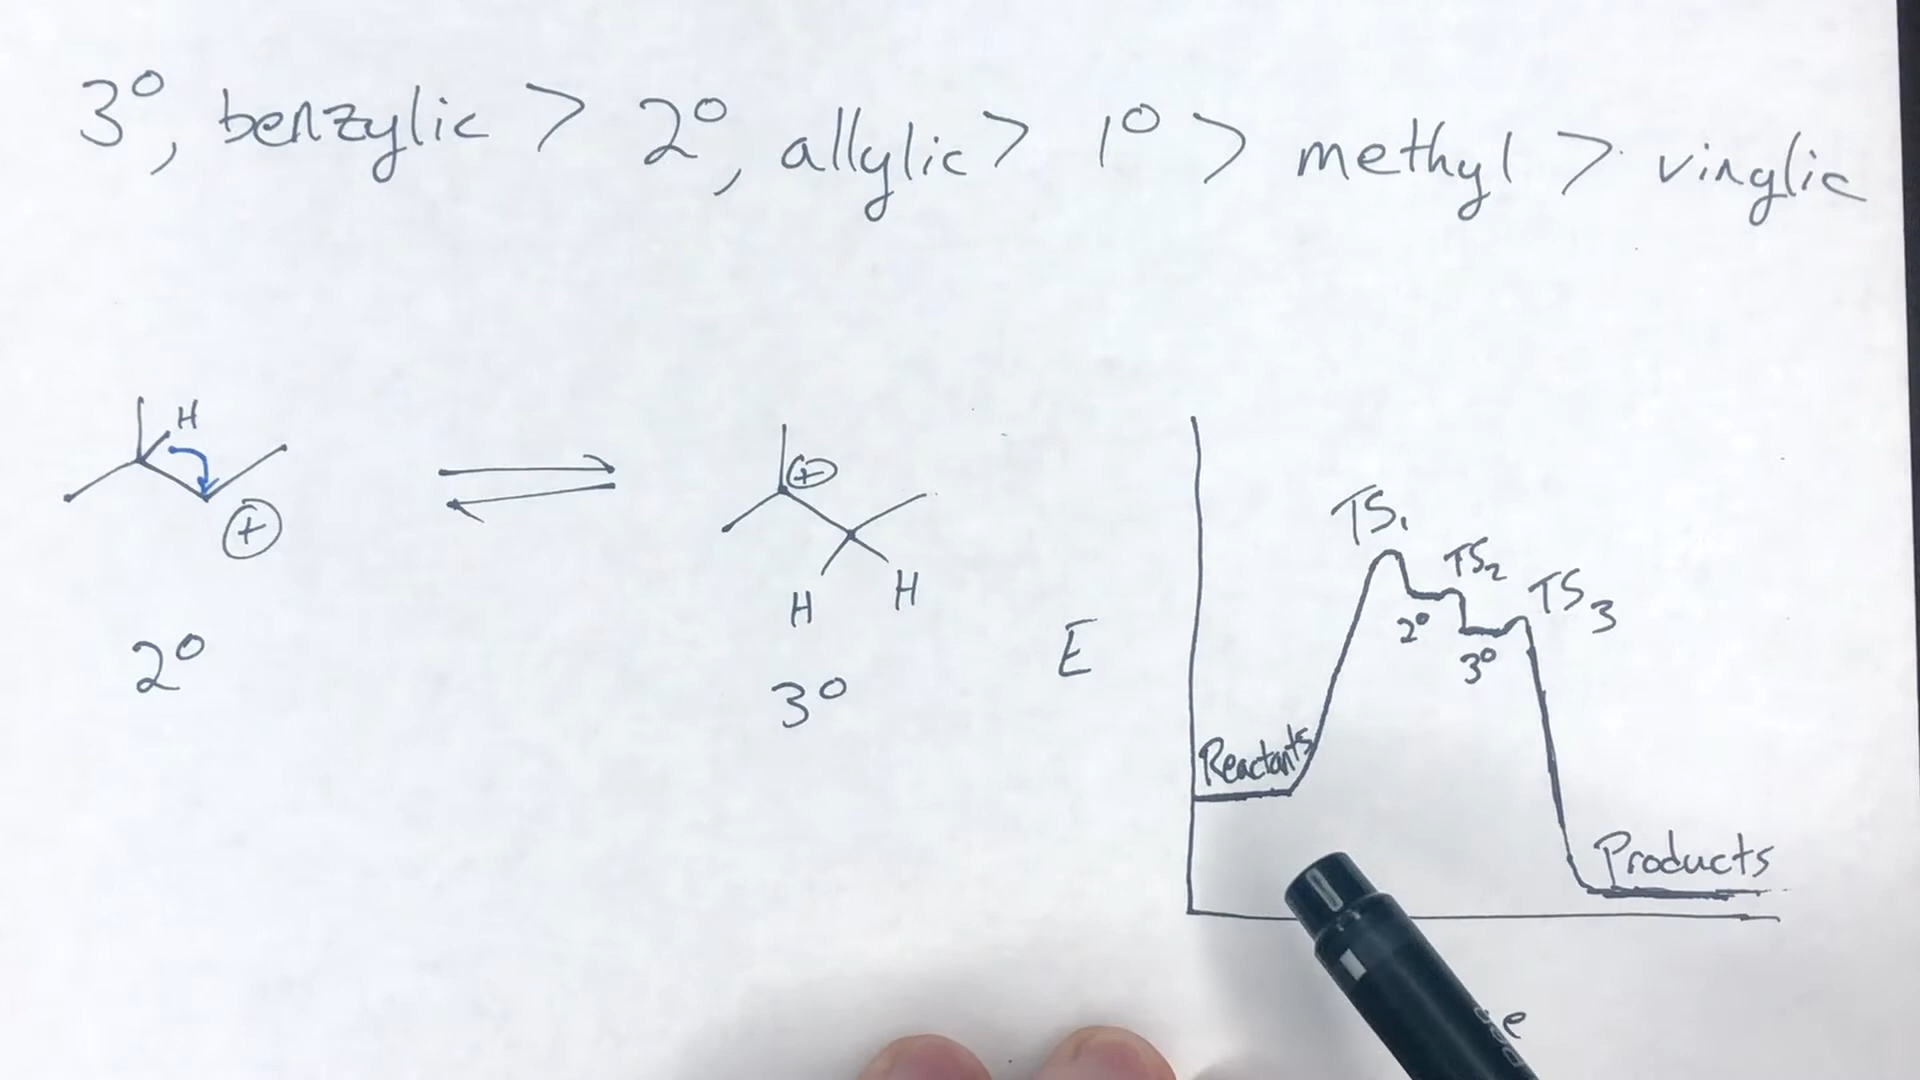 3°, benzylic > 2°, allylic > 1° > methyl > vinylic
H
+
2°
+
H H
3°
E
TS1
TS2
TS3
2°
3°
Reactants
Products